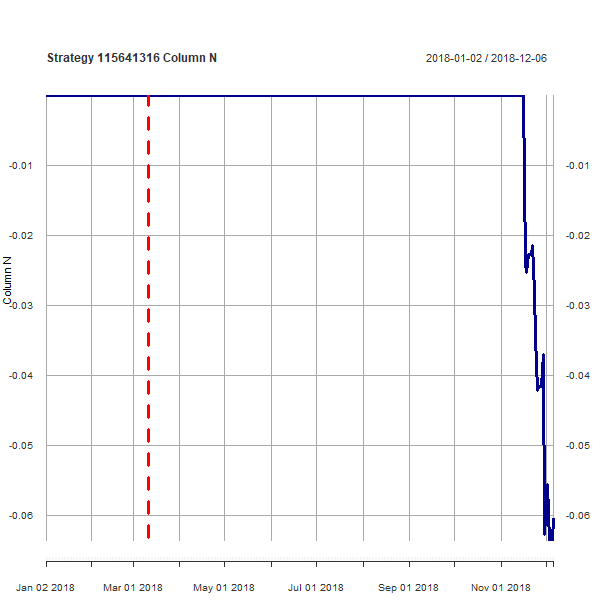 Strategy 115641316 Column N
2018-01-02 / 2018-12-06
-0.01 -0.01
-0.02 -0.02
Column N
-0.03 -0.03
-0.04 -0.04
-0.05 -0.05
-0.06 -0.06
Jan 02 2018 Mar 01 2018 May 01 2018 Jul 01 2018 Sep 01 2018 Nov 01 2018